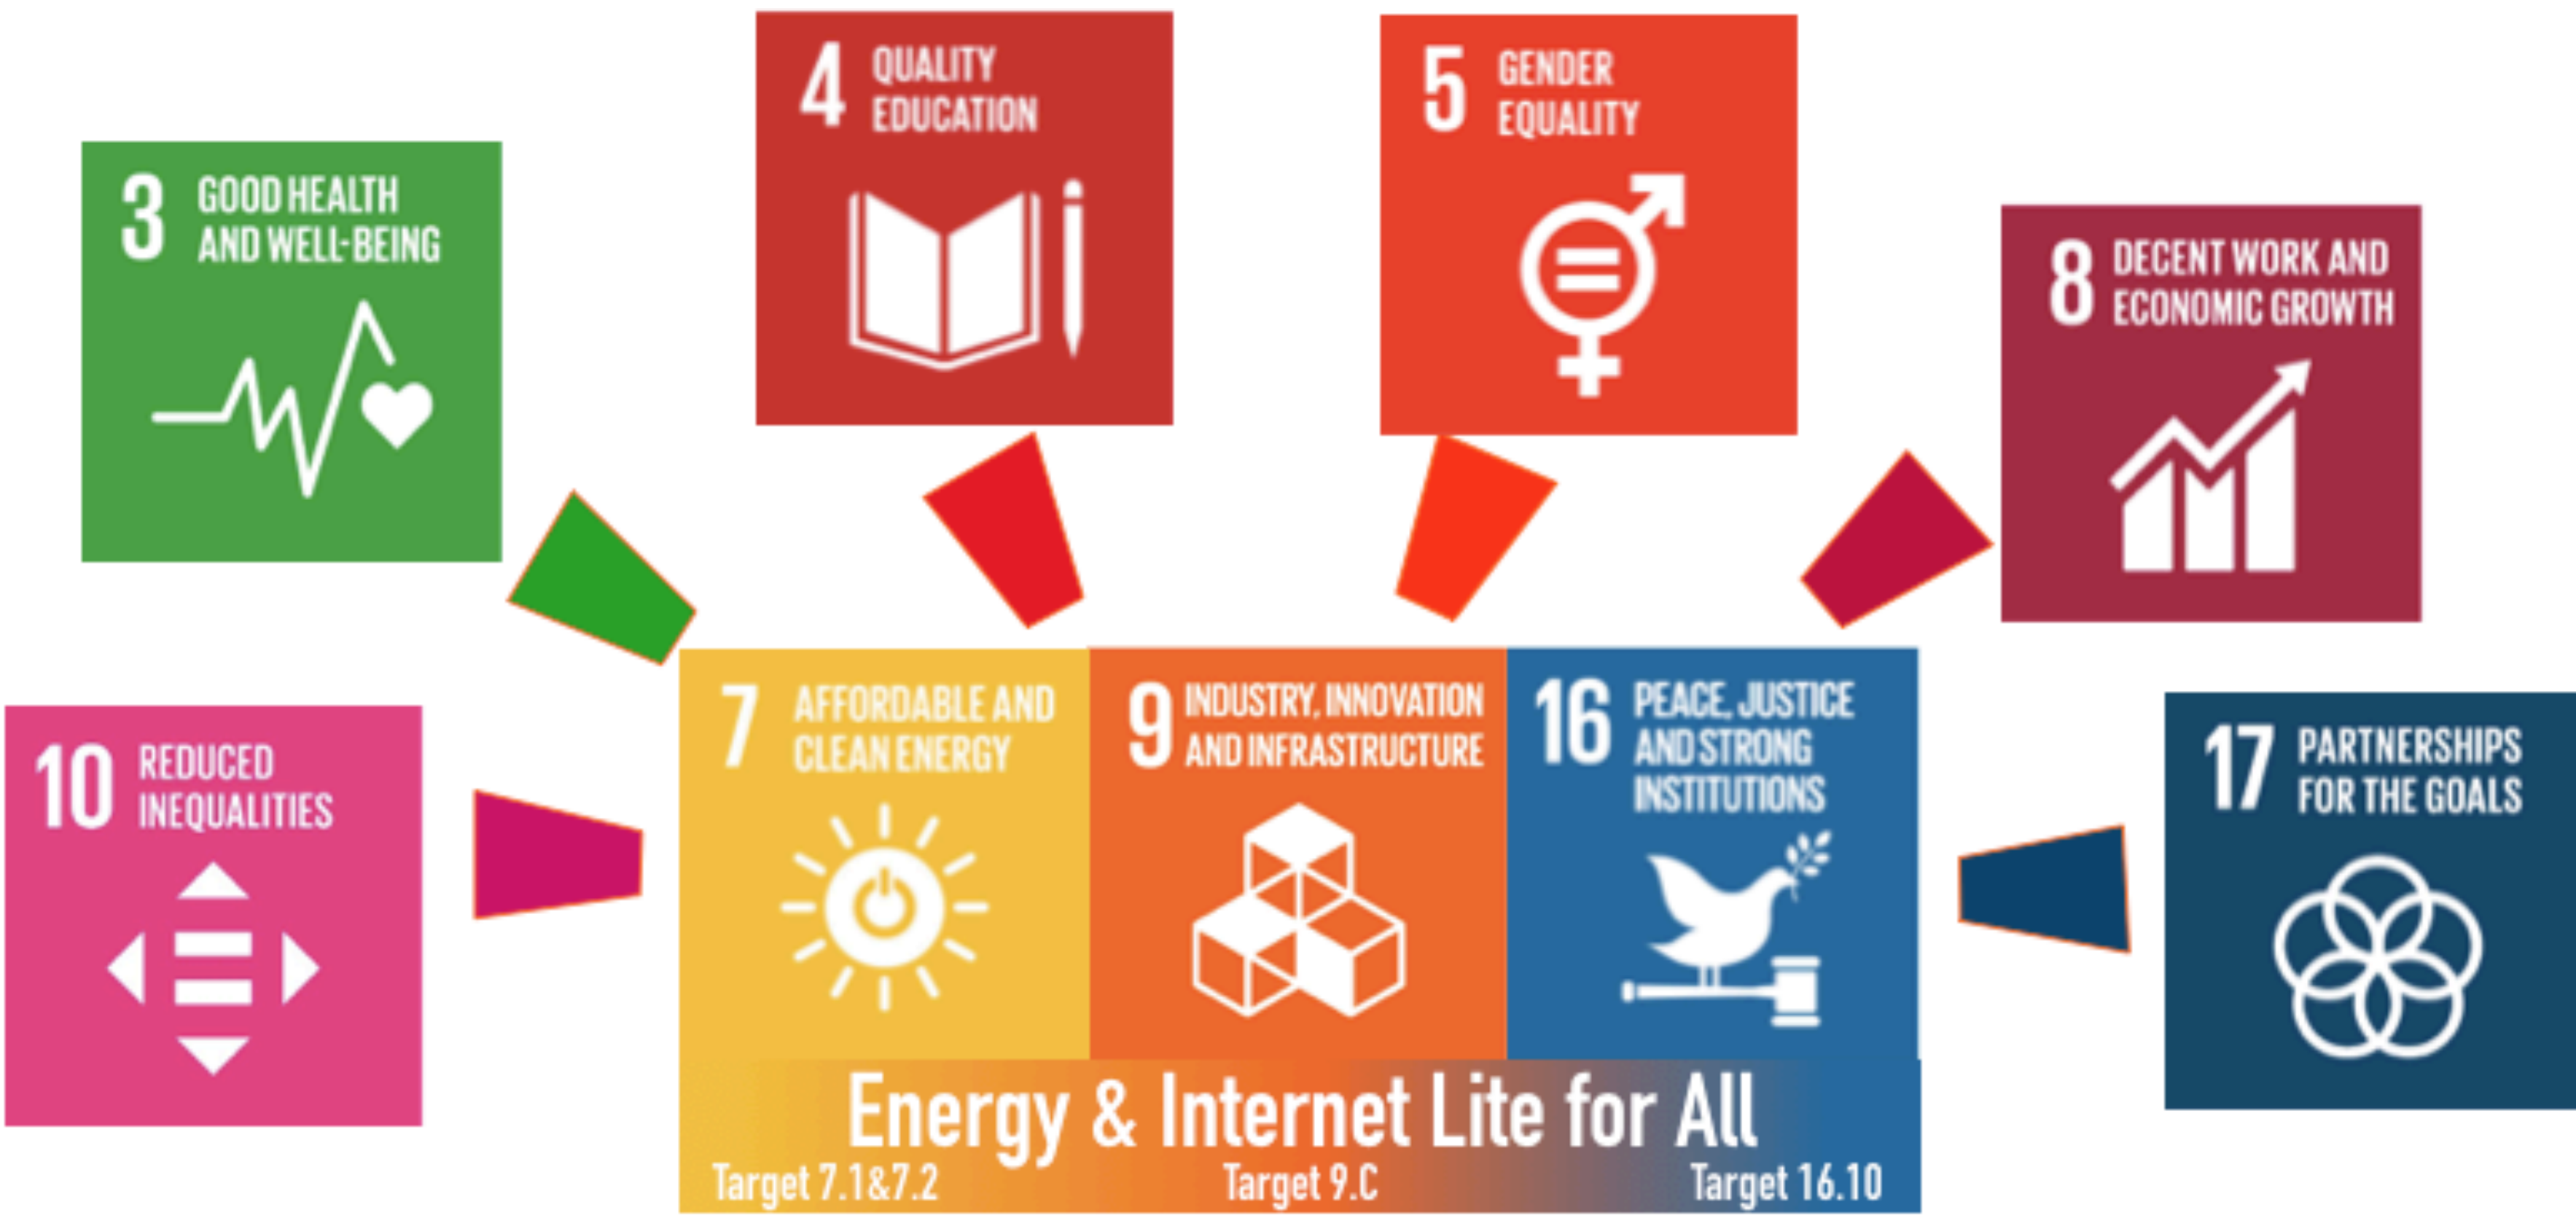 4 QUALITY
EDUCATION
5 GENDER
EQUALITY
3 GOOD HEALTH
AND WELL-BEING
8 DECENT WORK AND
ECONOMIC GROWTH
10 REDUCED
INEQUALITIES
7 AFFORDABLE AND
CLEAN ENERGY
9 INDUSTRY, INNOVATION
AND INFRASTRUCTURE
16 PEACE, JUSTICE
AND STRONG
INSTITUTIONS
17 PARTNERSHIPS
FOR THE GOALS
Energy & Internet Lite for All
Target 7.1&7.2
Target 9.C
Target 16.10